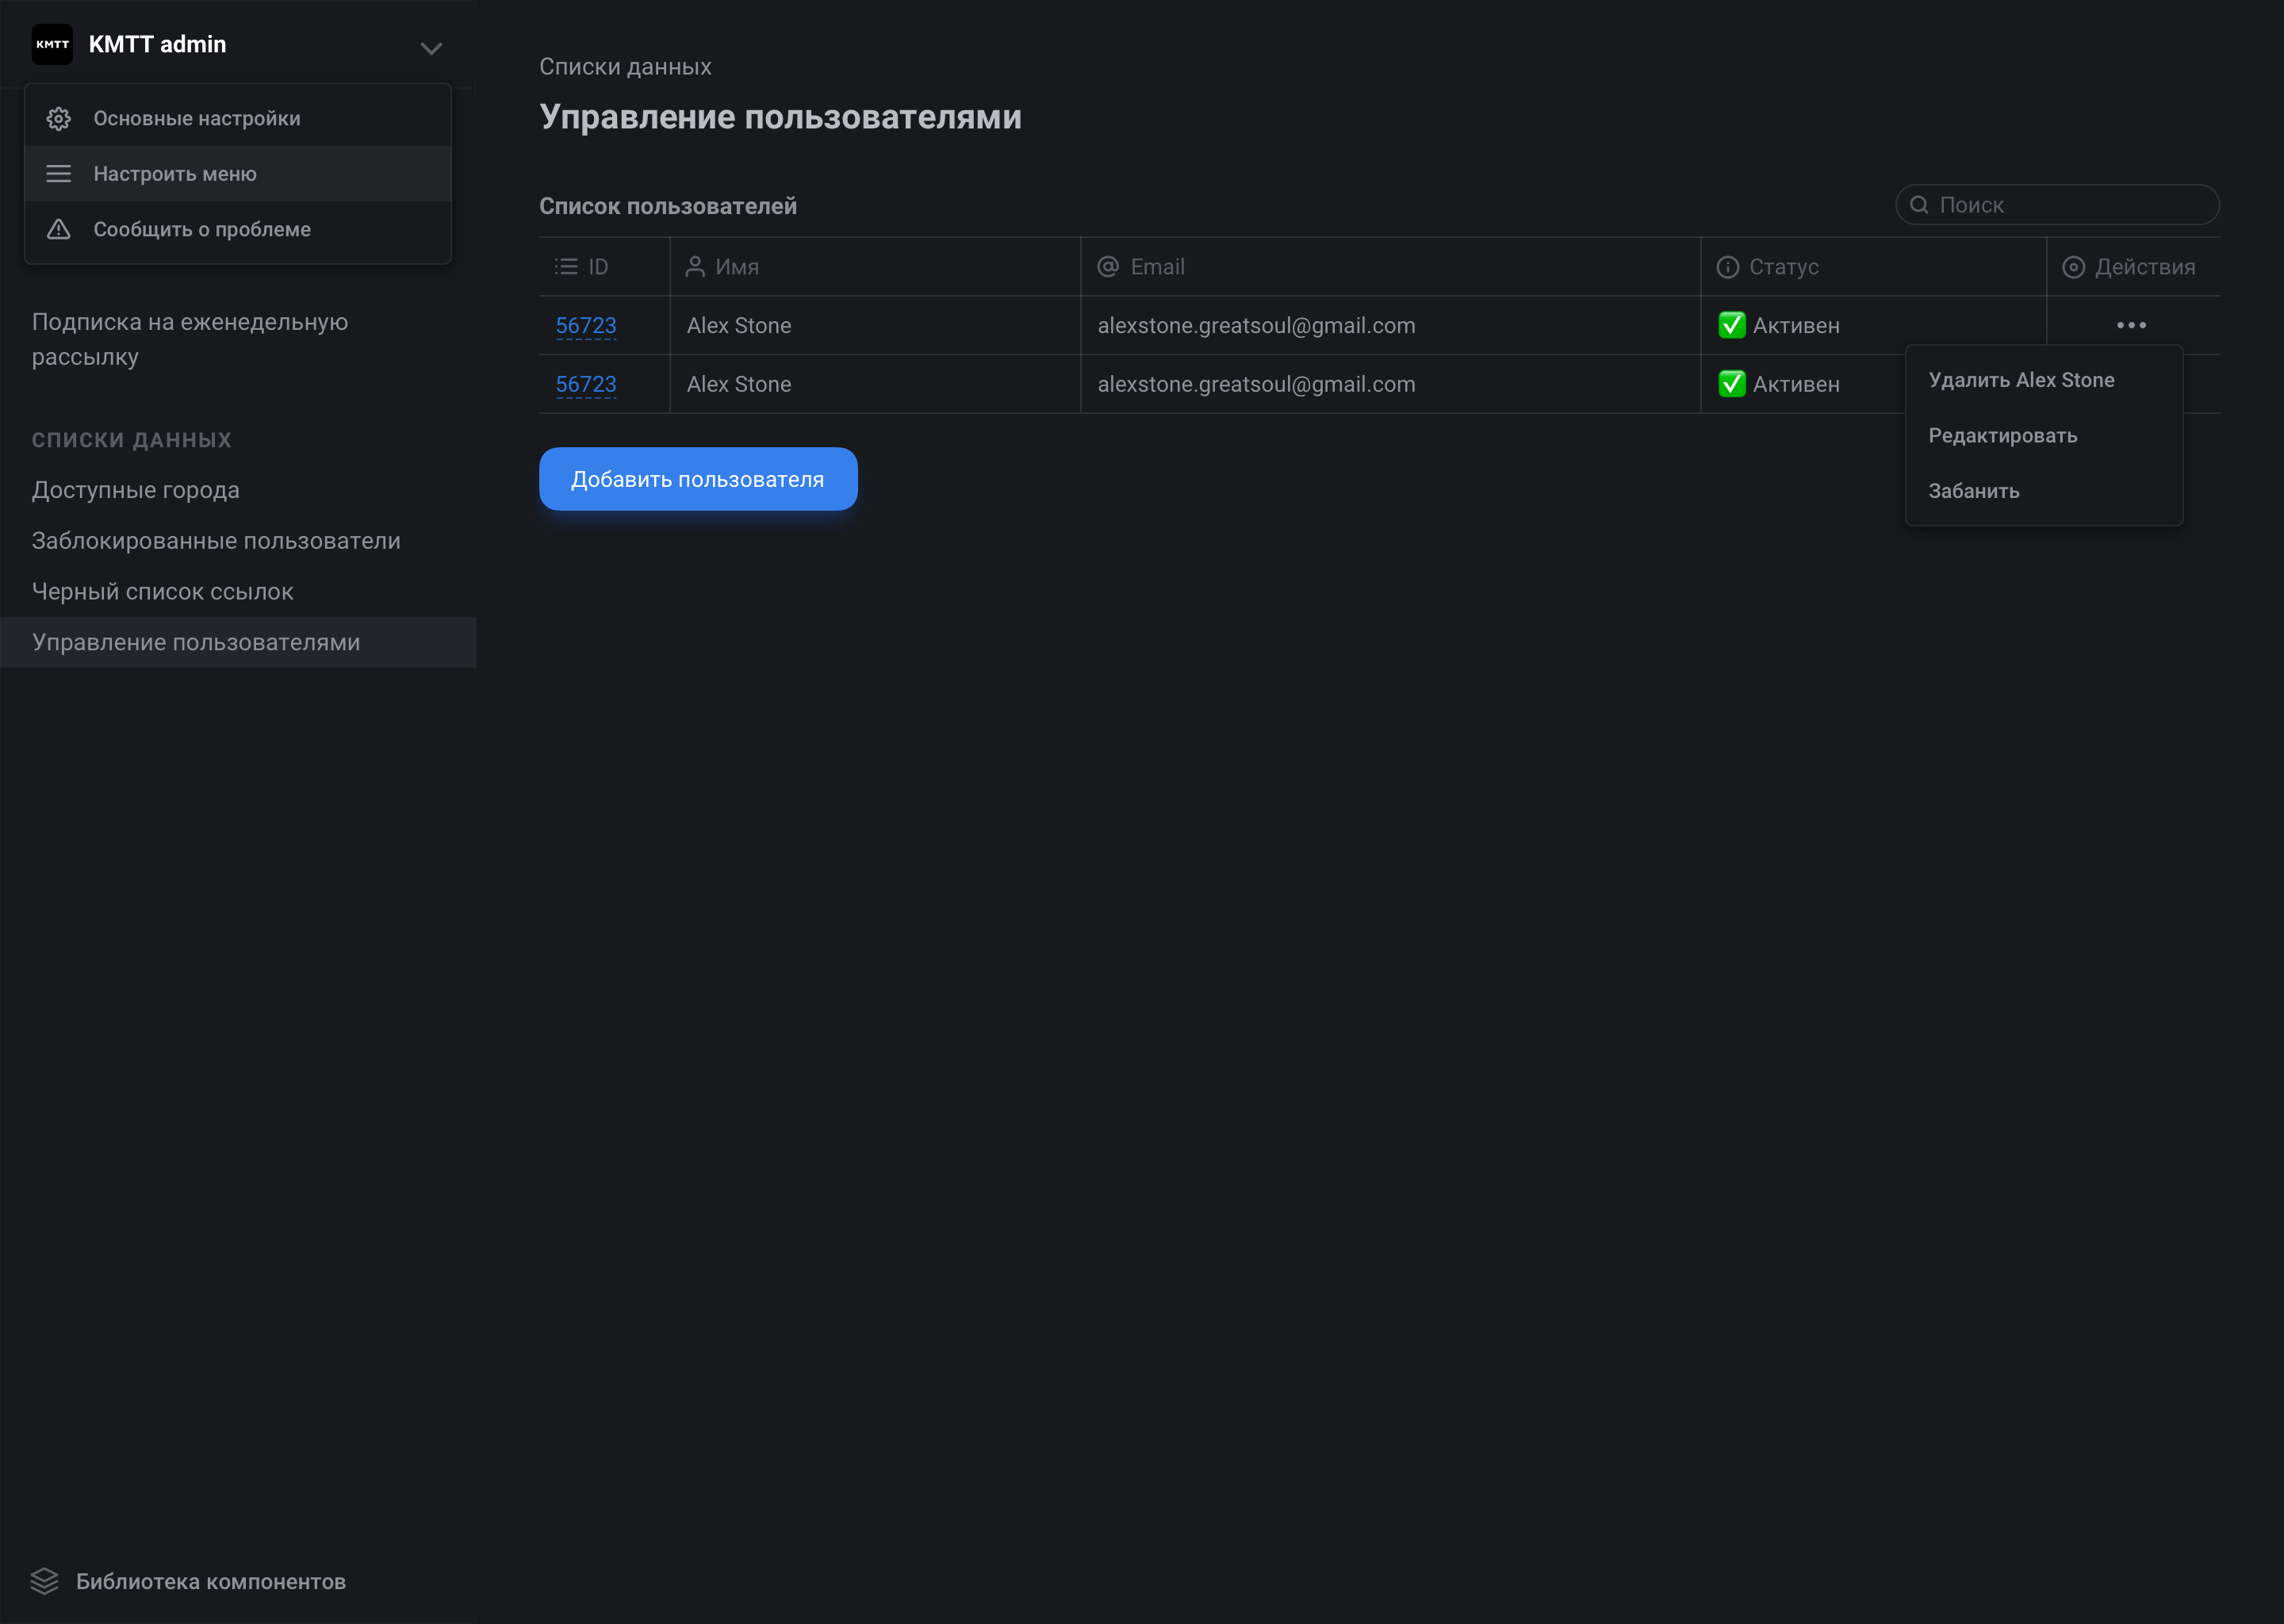 KMTT
KMTT admin
Основные настройки
Настроить меню
Сообщить о проблеме
Подписка на еженедельную
рассылку
СПИСКИ ДАННЫХ
Доступные города
Заблокированные пользователи
Черный список ссылок
Управление пользователями
Библиотека компонентов
Списки данных
Управление пользователями
Список пользователей
Поиск
ID Имя Email Статус Действия
56723 Alex Stone alexstone.greatsoul@gmail.com Активен
56723 Alex Stone alexstone.greatsoul@gmail.com Активен
Удалить Alex Stone
Редактировать
Забанить
Добавить пользователя